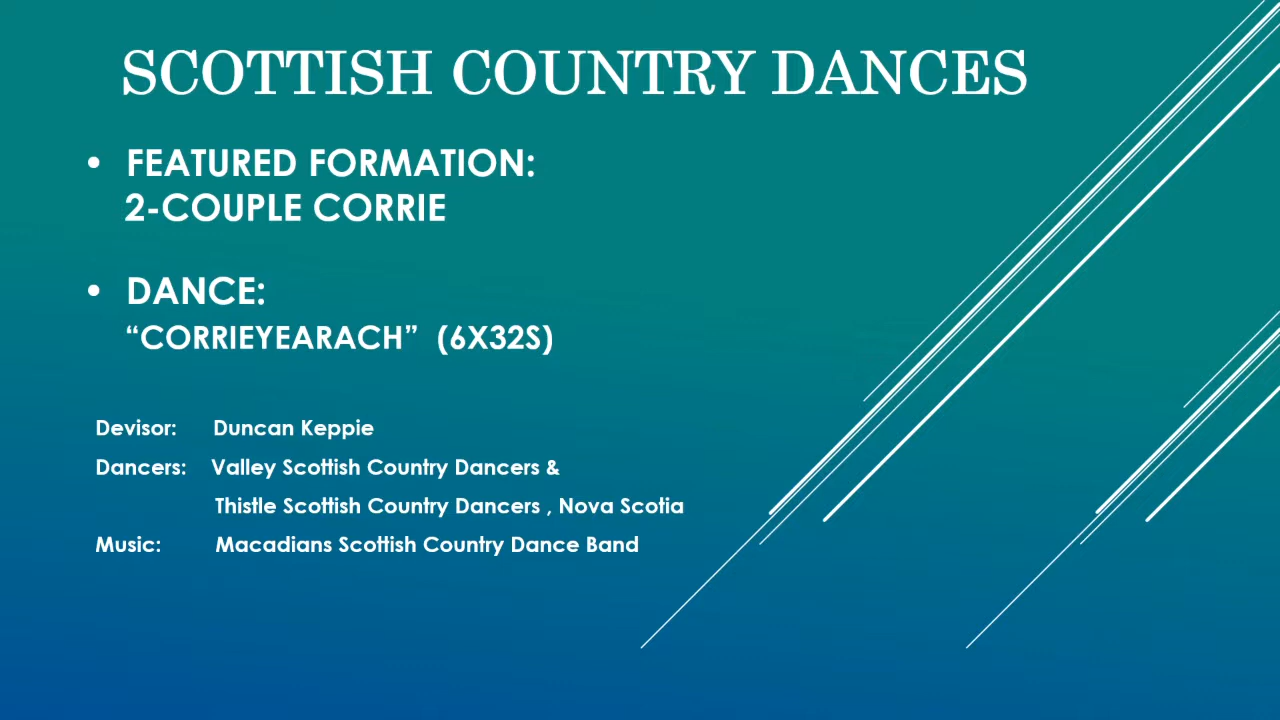 SCOTTISH COUNTRY DANCES
• FEATURED FORMATION:
2-COUPLE CORRIE
• DANCE:
“CORRIEYEARACH” (6X32S)
Devisor: Duncan Keppie
Dancers: Valley Scottish Country Dancers &
Thistle Scottish Country Dancers , Nova Scotia
Music: Macadians Scottish Country Dance Band